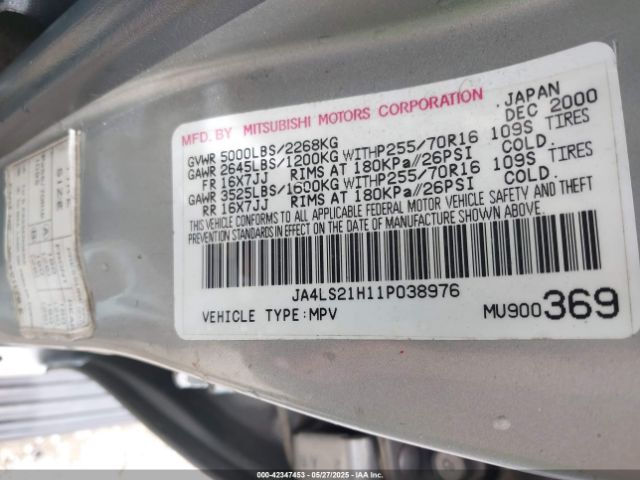 MFD. BY MITSUBISHI MOTORS CORPORATION JAPAN
DEC 2000
GVWR 5000LBS/2268KG
GAWR 2645LBS/1200KG WITHP255/70R16 109S TIRES
FR 16X7JJ RIMS AT 180KPa//26PSI COLD.
GAWR 3525LBS/1600KG WITHP255/70R16 109S TIRES
RR 16X7JJ RIMS AT 180KPa//26PSI COLD.
THIS VEHICLE CONFORMS TO ALL APPLICABLE FEDERAL MOTOR VEHICLE SAFETY AND THEFT
PREVENTION STANDARDS IN EFFECT ON THE DATE OF MANUFACTURE SHOWN ABOVE.
JA4LS21H11P038976
VEHICLE TYPE:MPV MU900369
SIZE
000-42347453 - 05/27/2025 - IAAI.COM